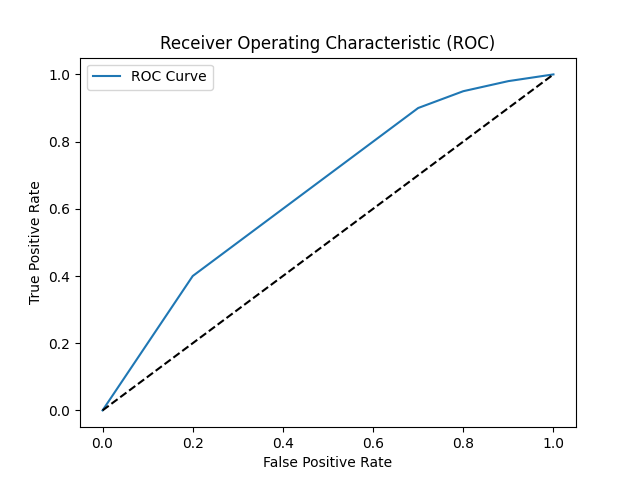 Receiver Operating Characteristic (ROC)
ROC Curve
True Positive Rate
1.0
0.8
0.6
0.4
0.2
0.0
0.0 0.2 0.4 0.6 0.8 1.0
False Positive Rate